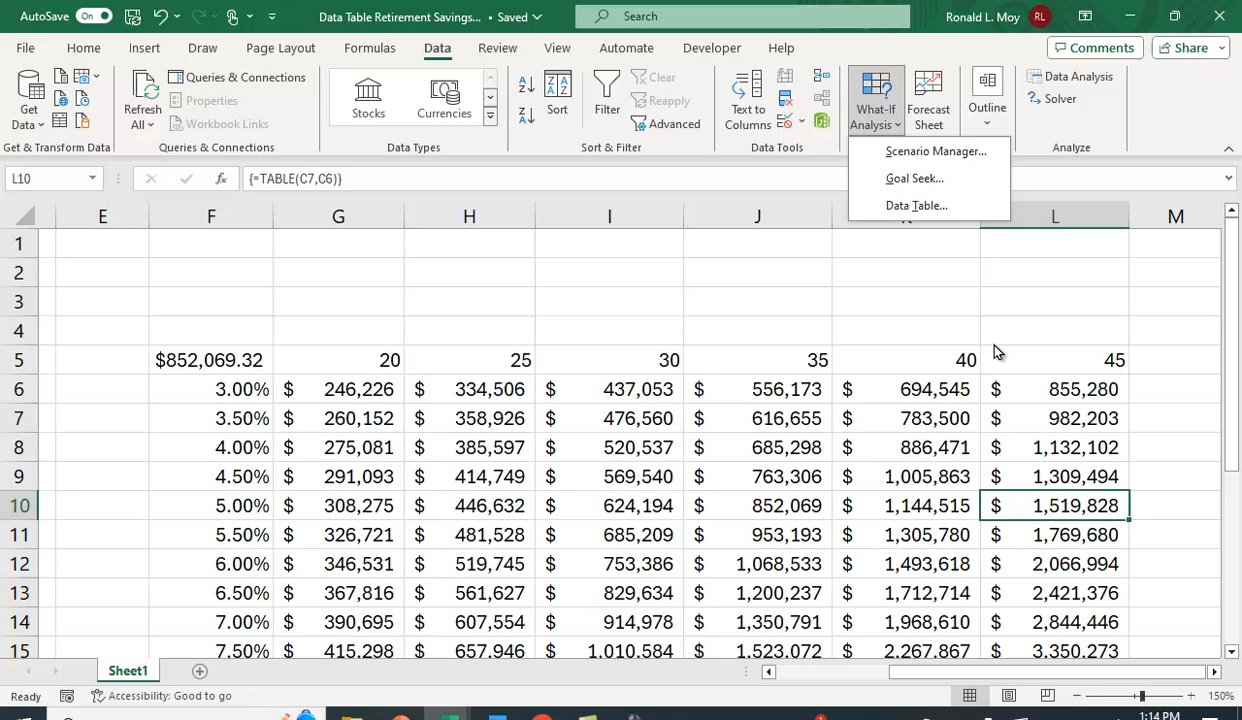 AutoSave On Data Table Retirement Savings... • Saved Search Ronald L. Moy RL
File Home Insert Draw Page Layout Formulas Data Review View Automate Developer Help Comments Share
Get Data Refresh All Queries & Connections Properties Workbook Links Stocks Currencies Sort Filter Clear Reapply Advanced Text to Columns What-If Analysis Forecast Sheet Outline Data Analysis Solver
Get & Transform Data Queries & Connections Data Types Sort & Filter Data Tools Analyze
Scenario Manager...
Goal Seek...
Data Table...
L10 fx {=TABLE(C7,C6)}
E F G H I J K L M
1
2
3
4
5 $852,069.32 20 25 30 35 40 45
6 3.00% $ 246,226 $ 334,506 $ 437,053 $ 556,173 $ 694,545 $ 855,280
7 3.50% $ 260,152 $ 358,926 $ 476,560 $ 616,655 $ 783,500 $ 982,203
8 4.00% $ 275,081 $ 385,597 $ 520,537 $ 685,298 $ 886,471 $ 1,132,102
9 4.50% $ 291,093 $ 414,749 $ 569,540 $ 763,306 $ 1,005,863 $ 1,309,494
10 5.00% $ 308,275 $ 446,632 $ 624,194 $ 852,069 $ 1,144,515 $ 1,519,828
11 5.50% $ 326,721 $ 481,528 $ 685,209 $ 953,193 $ 1,305,780 $ 1,769,680
12 6.00% $ 346,531 $ 519,745 $ 753,386 $ 1,068,533 $ 1,493,618 $ 2,066,994
13 6.50% $ 367,816 $ 561,627 $ 829,634 $ 1,200,237 $ 1,712,714 $ 2,421,376
14 7.00% $ 390,695 $ 607,554 $ 914,978 $ 1,350,791 $ 1,968,610 $ 2,844,446
15 7.50% $ 415,298 $ 657,946 $ 1,010,584 $ 1,523,072 $ 2,267,867 $ 3,350,273
Sheet1
Ready Accessibility: Good to go 150%
1:14 PM